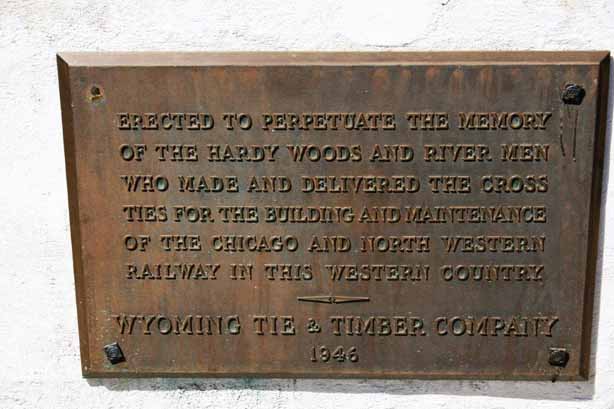 ERECTED TO PERPETUATE THE MEMORY
OF THE HARDY WOODS AND RIVER MEN
WHO MADE AND DELIVERED THE CROSS
TIES FOR THE BUILDING AND MAINTENANCE
OF THE CHICAGO AND NORTH WESTERN
RAILWAY IN THIS WESTERN COUNTRY
WYOMING TIE & TIMBER COMPANY
1946